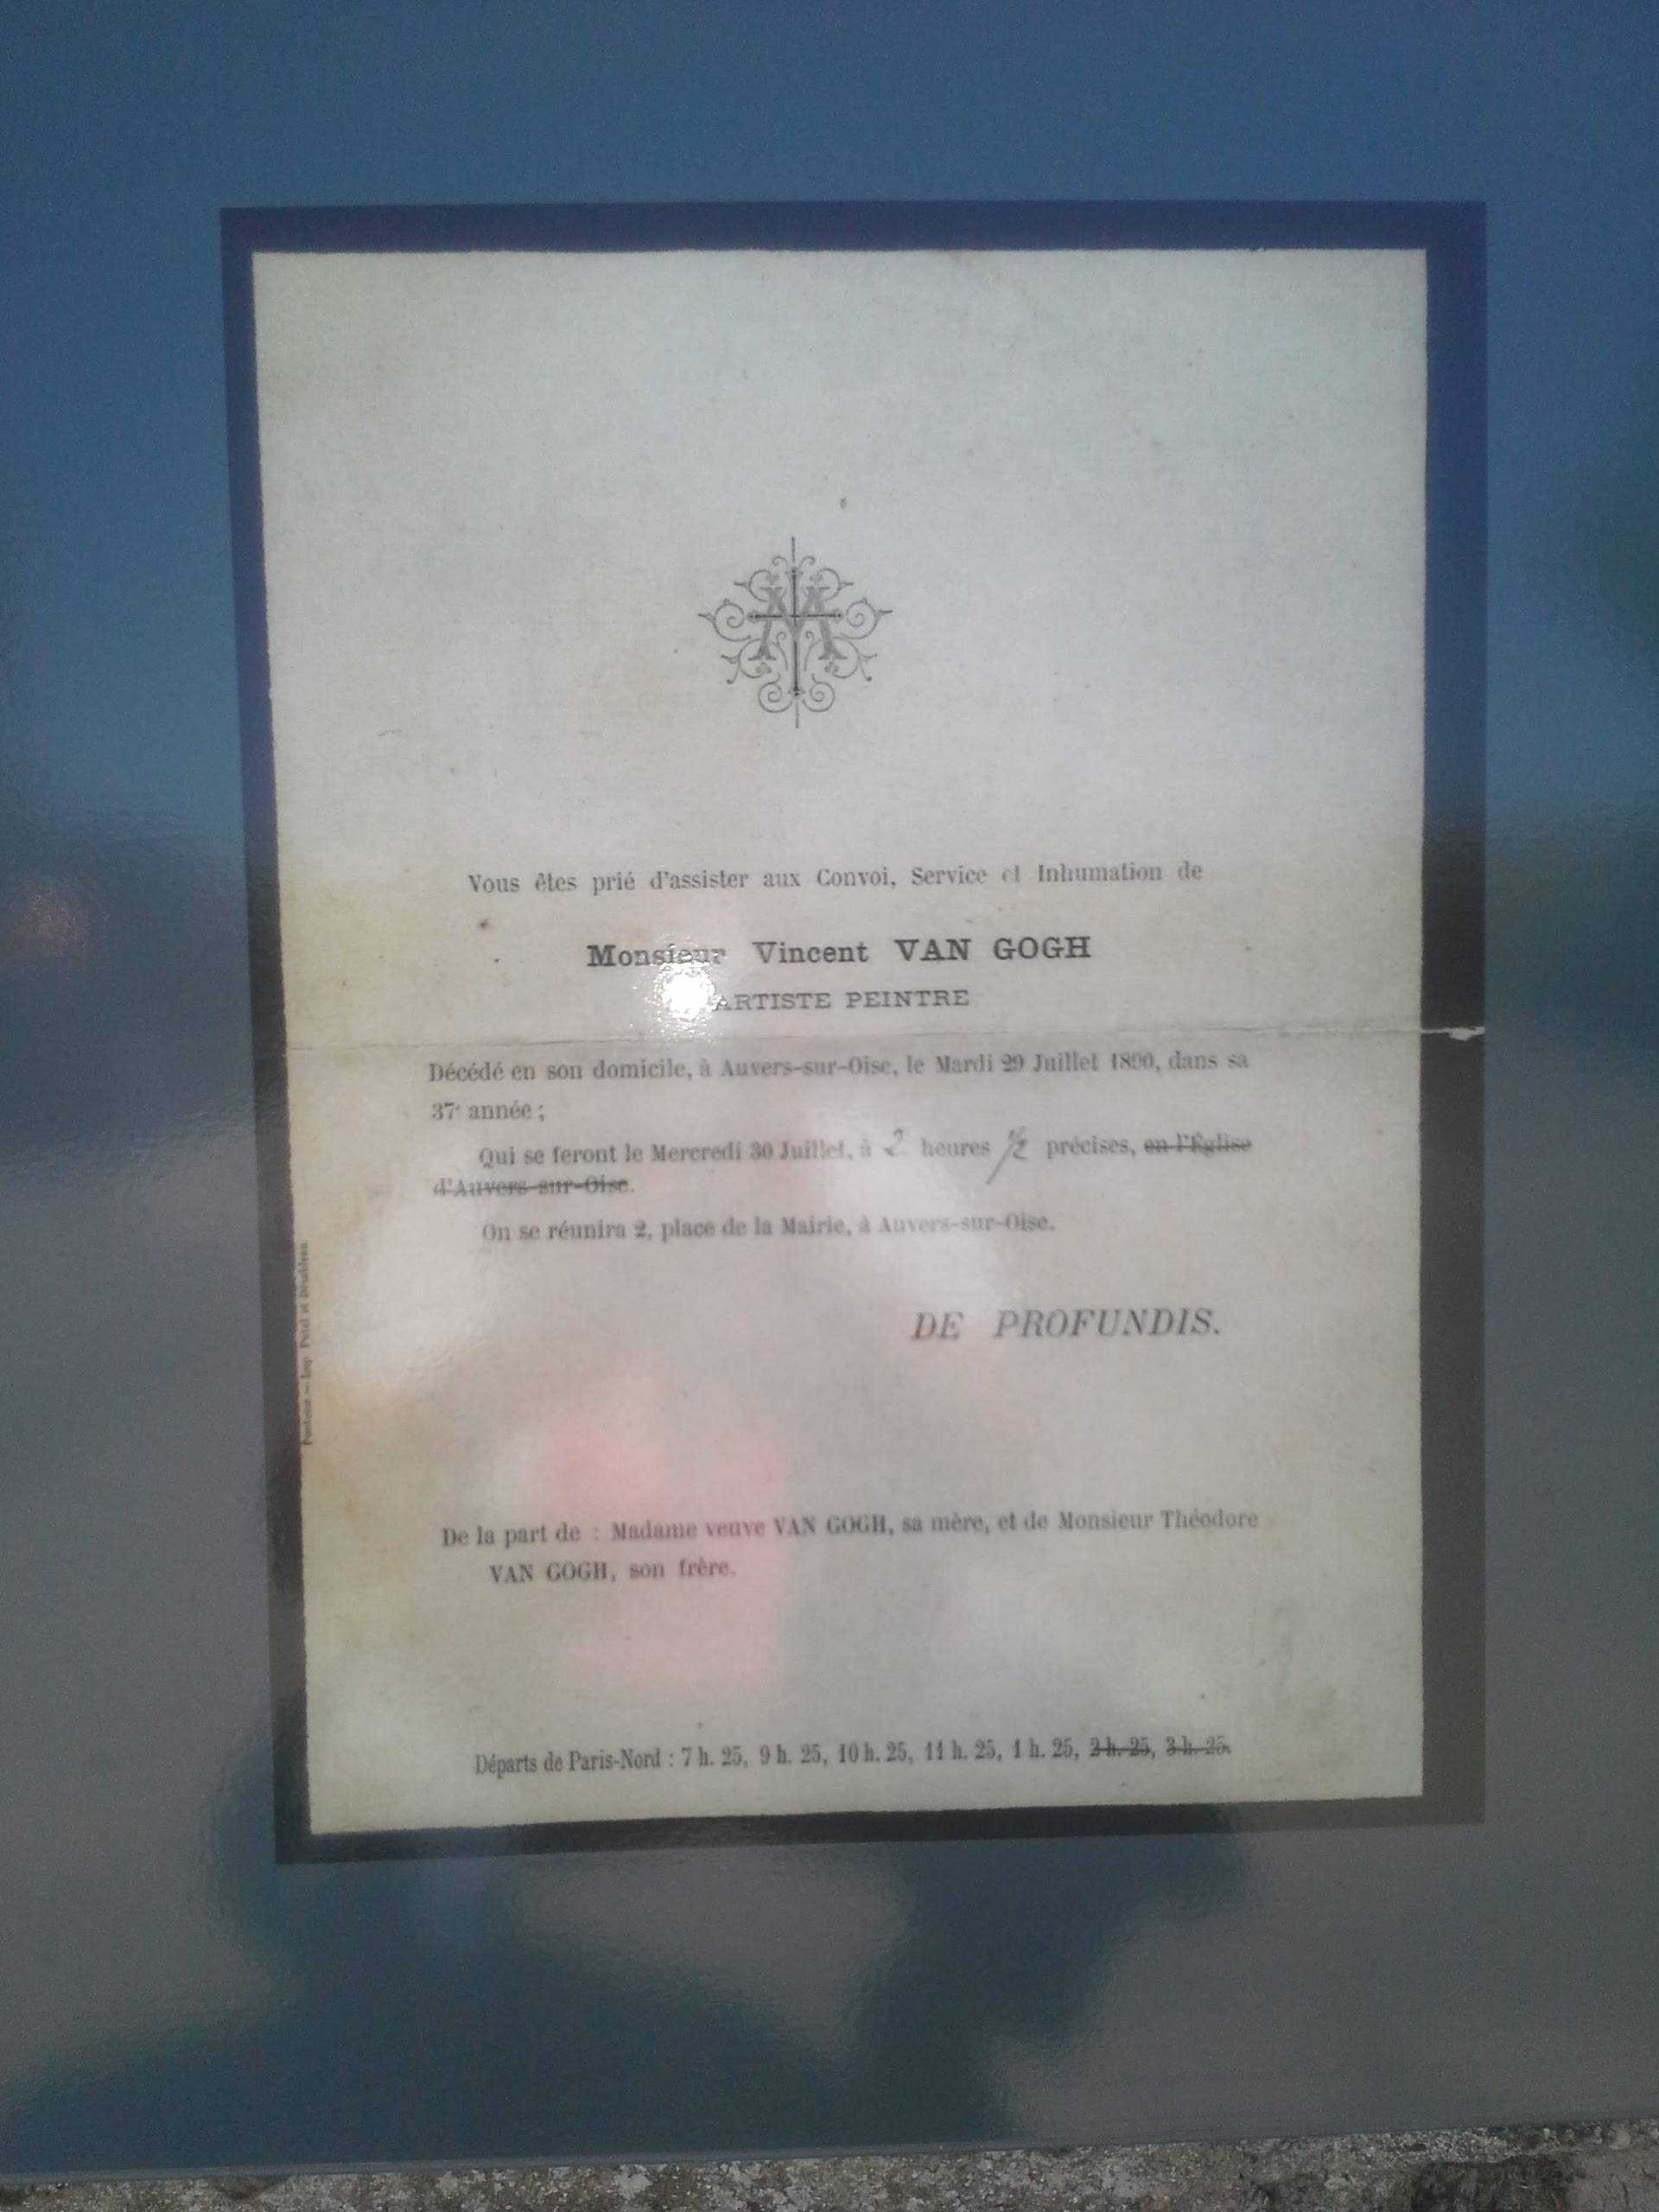 Vous êtes prié d'assister aux Convoi, Service et Inhumation de
Monsieur Vincent VAN GOGH
ARTISTE PEINTRE
Décédé en son domicile, à Auvers-sur-Oise, le Mardi 29 Juillet 1890, dans sa
37e année ;
Qui se feront le Mercredi 30 Juillet, à 2 heures 1/2 précises, en l'Église
d'Auvers-sur-Oise.
On se réunira 2, place de la Mairie, à Auvers-sur-Oise.
DE PROFUNDIS.
De la part de : Madame veuve VAN GOGH, sa mère, et de Monsieur Théodore
VAN GOGH, son frère.
Départs de Paris-Nord : 7 h. 25, 9 h. 25, 10 h. 25, 11 h. 25, 1 h. 25, 2 h. 25, 3 h. 25.